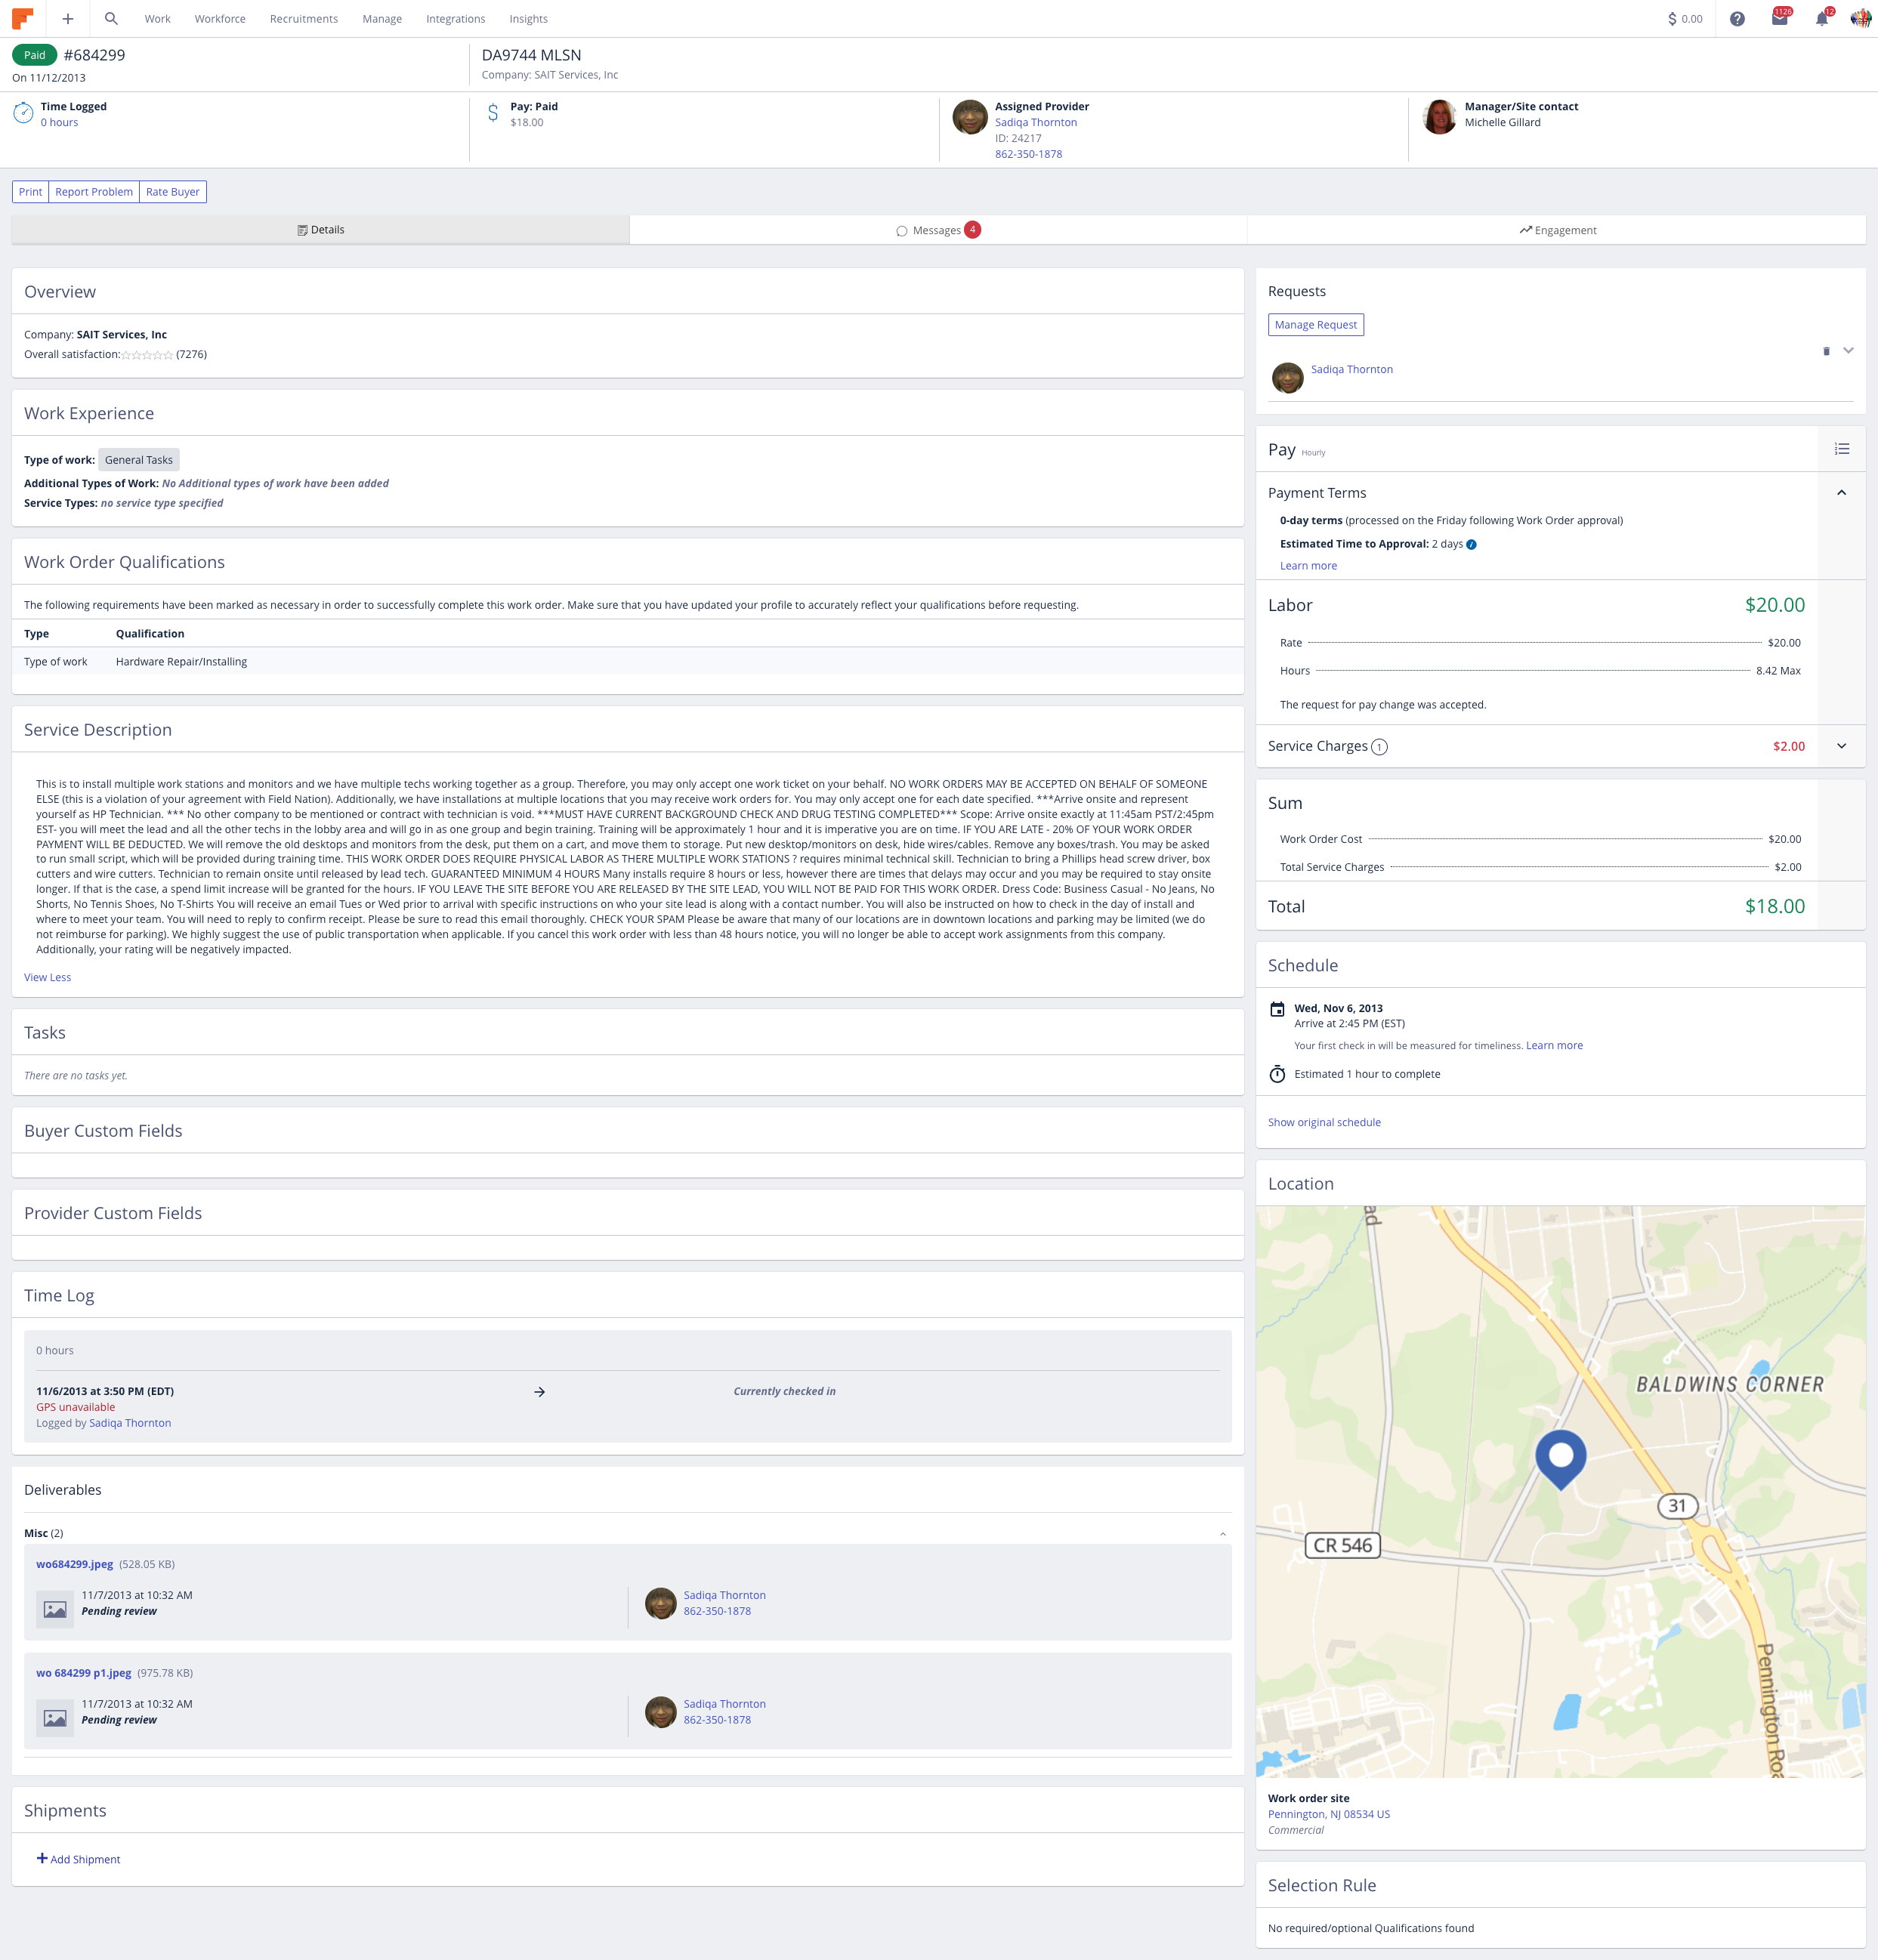 Work Workforce Recruitments Manage Integrations Insights $ 0.00 1126 12
Paid #684299
On 11/12/2013
DA9744 MLSN
Company: SAIT Services, Inc
Time Logged
0 hours
Pay: Paid
$18.00
Assigned Provider
Sadiqa Thornton
ID: 24217
862-350-1878
Manager/Site contact
Michelle Gillard
Print Report Problem Rate Buyer
Details Messages 4 Engagement
Overview
Company: SAIT Services, Inc
Overall satisfaction: (7276)
Work Experience
Type of work: General Tasks
Additional Types of Work: No Additional types of work have been added
Service Types: no service type specified
Work Order Qualifications
The following requirements have been marked as necessary in order to successfully complete this work order. Make sure that you have updated your profile to accurately reflect your qualifications before requesting.
Type Qualification
Type of work Hardware Repair/Installing
Service Description
This is to install multiple work stations and monitors and we have multiple techs working together as a group. Therefore, you may only accept one work ticket on your behalf. NO WORK ORDERS MAY BE ACCEPTED ON BEHALF OF SOMEONE
ELSE (this is a violation of your agreement with Field Nation). Additionally, we have installations at multiple locations that you may receive work orders for. You may only accept one for each date specified. ***Arrive onsite and represent
yourself as HP Technician. *** No other company to be mentioned or contract with technician is void. ***MUST HAVE CURRENT BACKGROUND CHECK AND DRUG TESTING COMPLETED*** Scope: Arrive onsite exactly at 11:45am PST/2:45pm
EST- you will meet the lead and all the other techs in the lobby area and will go in as one group and begin training. Training will be approximately 1 hour and it is imperative you are on time. IF YOU ARE LATE - 20% OF YOUR WORK ORDER
PAYMENT WILL BE DEDUCTED. We will remove the old desktops and monitors from the desk, put them on a cart, and move them to storage. Put new desktop/monitors on desk, hide wires/cables. Remove any boxes/trash. You may be asked
to run small script, which will be provided during training time. THIS WORK ORDER DOES REQUIRE PHYSICAL LABOR AS THERE MULTIPLE WORK STATIONS ? requires minimal technical skill. Technician to bring a Phillips head screw driver, box
cutters and wire cutters. Technician to remain onsite until released by lead tech. GUARANTEED MINIMUM 4 HOURS Many installs require 8 hours or less, however there are times that delays may occur and you may be required to stay onsite
longer. If that is the case, a spend limit increase will be granted for the hours. IF YOU LEAVE THE SITE BEFORE YOU ARE RELEASED BY THE SITE LEAD, YOU WILL NOT BE PAID FOR THIS WORK ORDER. Dress Code: Business Casual - No Jeans, No
Shorts, No Tennis Shoes, No T-Shirts You will receive an email Tues or Wed prior to arrival with specific instructions on who your site lead is along with a contact number. You will also be instructed on how to check in the day of install and
where to meet your team. You will need to reply to confirm receipt. Please be sure to read this email thoroughly. CHECK YOUR SPAM Please be aware that many of our locations are in downtown locations and parking may be limited (we do
not reimburse for parking). We highly suggest the use of public transportation when applicable. If you cancel this work order with less than 48 hours notice, you will no longer be able to accept work assignments from this company.
Additionally, your rating will be negatively impacted.
View Less
Tasks
There are no tasks yet.
Buyer Custom Fields
Provider Custom Fields
Time Log
0 hours
11/6/2013 at 3:50 PM (EDT) Currently checked in
GPS unavailable
Logged by Sadiqa Thornton
Deliverables
Misc (2)
wo684299.jpeg (528.05 KB)
11/7/2013 at 10:32 AM
Pending review
Sadiqa Thornton
862-350-1878
wo 684299 p1.jpeg (975.78 KB)
11/7/2013 at 10:32 AM
Pending review
Sadiqa Thornton
862-350-1878
Shipments
Add Shipment
Requests
Manage Request
Sadiqa Thornton
Pay Hourly
Payment Terms
0-day terms (processed on the Friday following Work Order approval)
Estimated Time to Approval: 2 days
Learn more
Labor $20.00
Rate $20.00
Hours 8.42 Max
The request for pay change was accepted.
Service Charges 1 $2.00
Sum
Work Order Cost $20.00
Total Service Charges $2.00
Total $18.00
Schedule
Wed, Nov 6, 2013
Arrive at 2:45 PM (EST)
Your first check in will be measured for timeliness. Learn more
Estimated 1 hour to complete
Show original schedule
Location
ad
BALDWINS CORNER
31
CR 546
Pennington Ro
Work order site
Pennington, NJ 08534 US
Commercial
Selection Rule
No required/optional Qualifications found